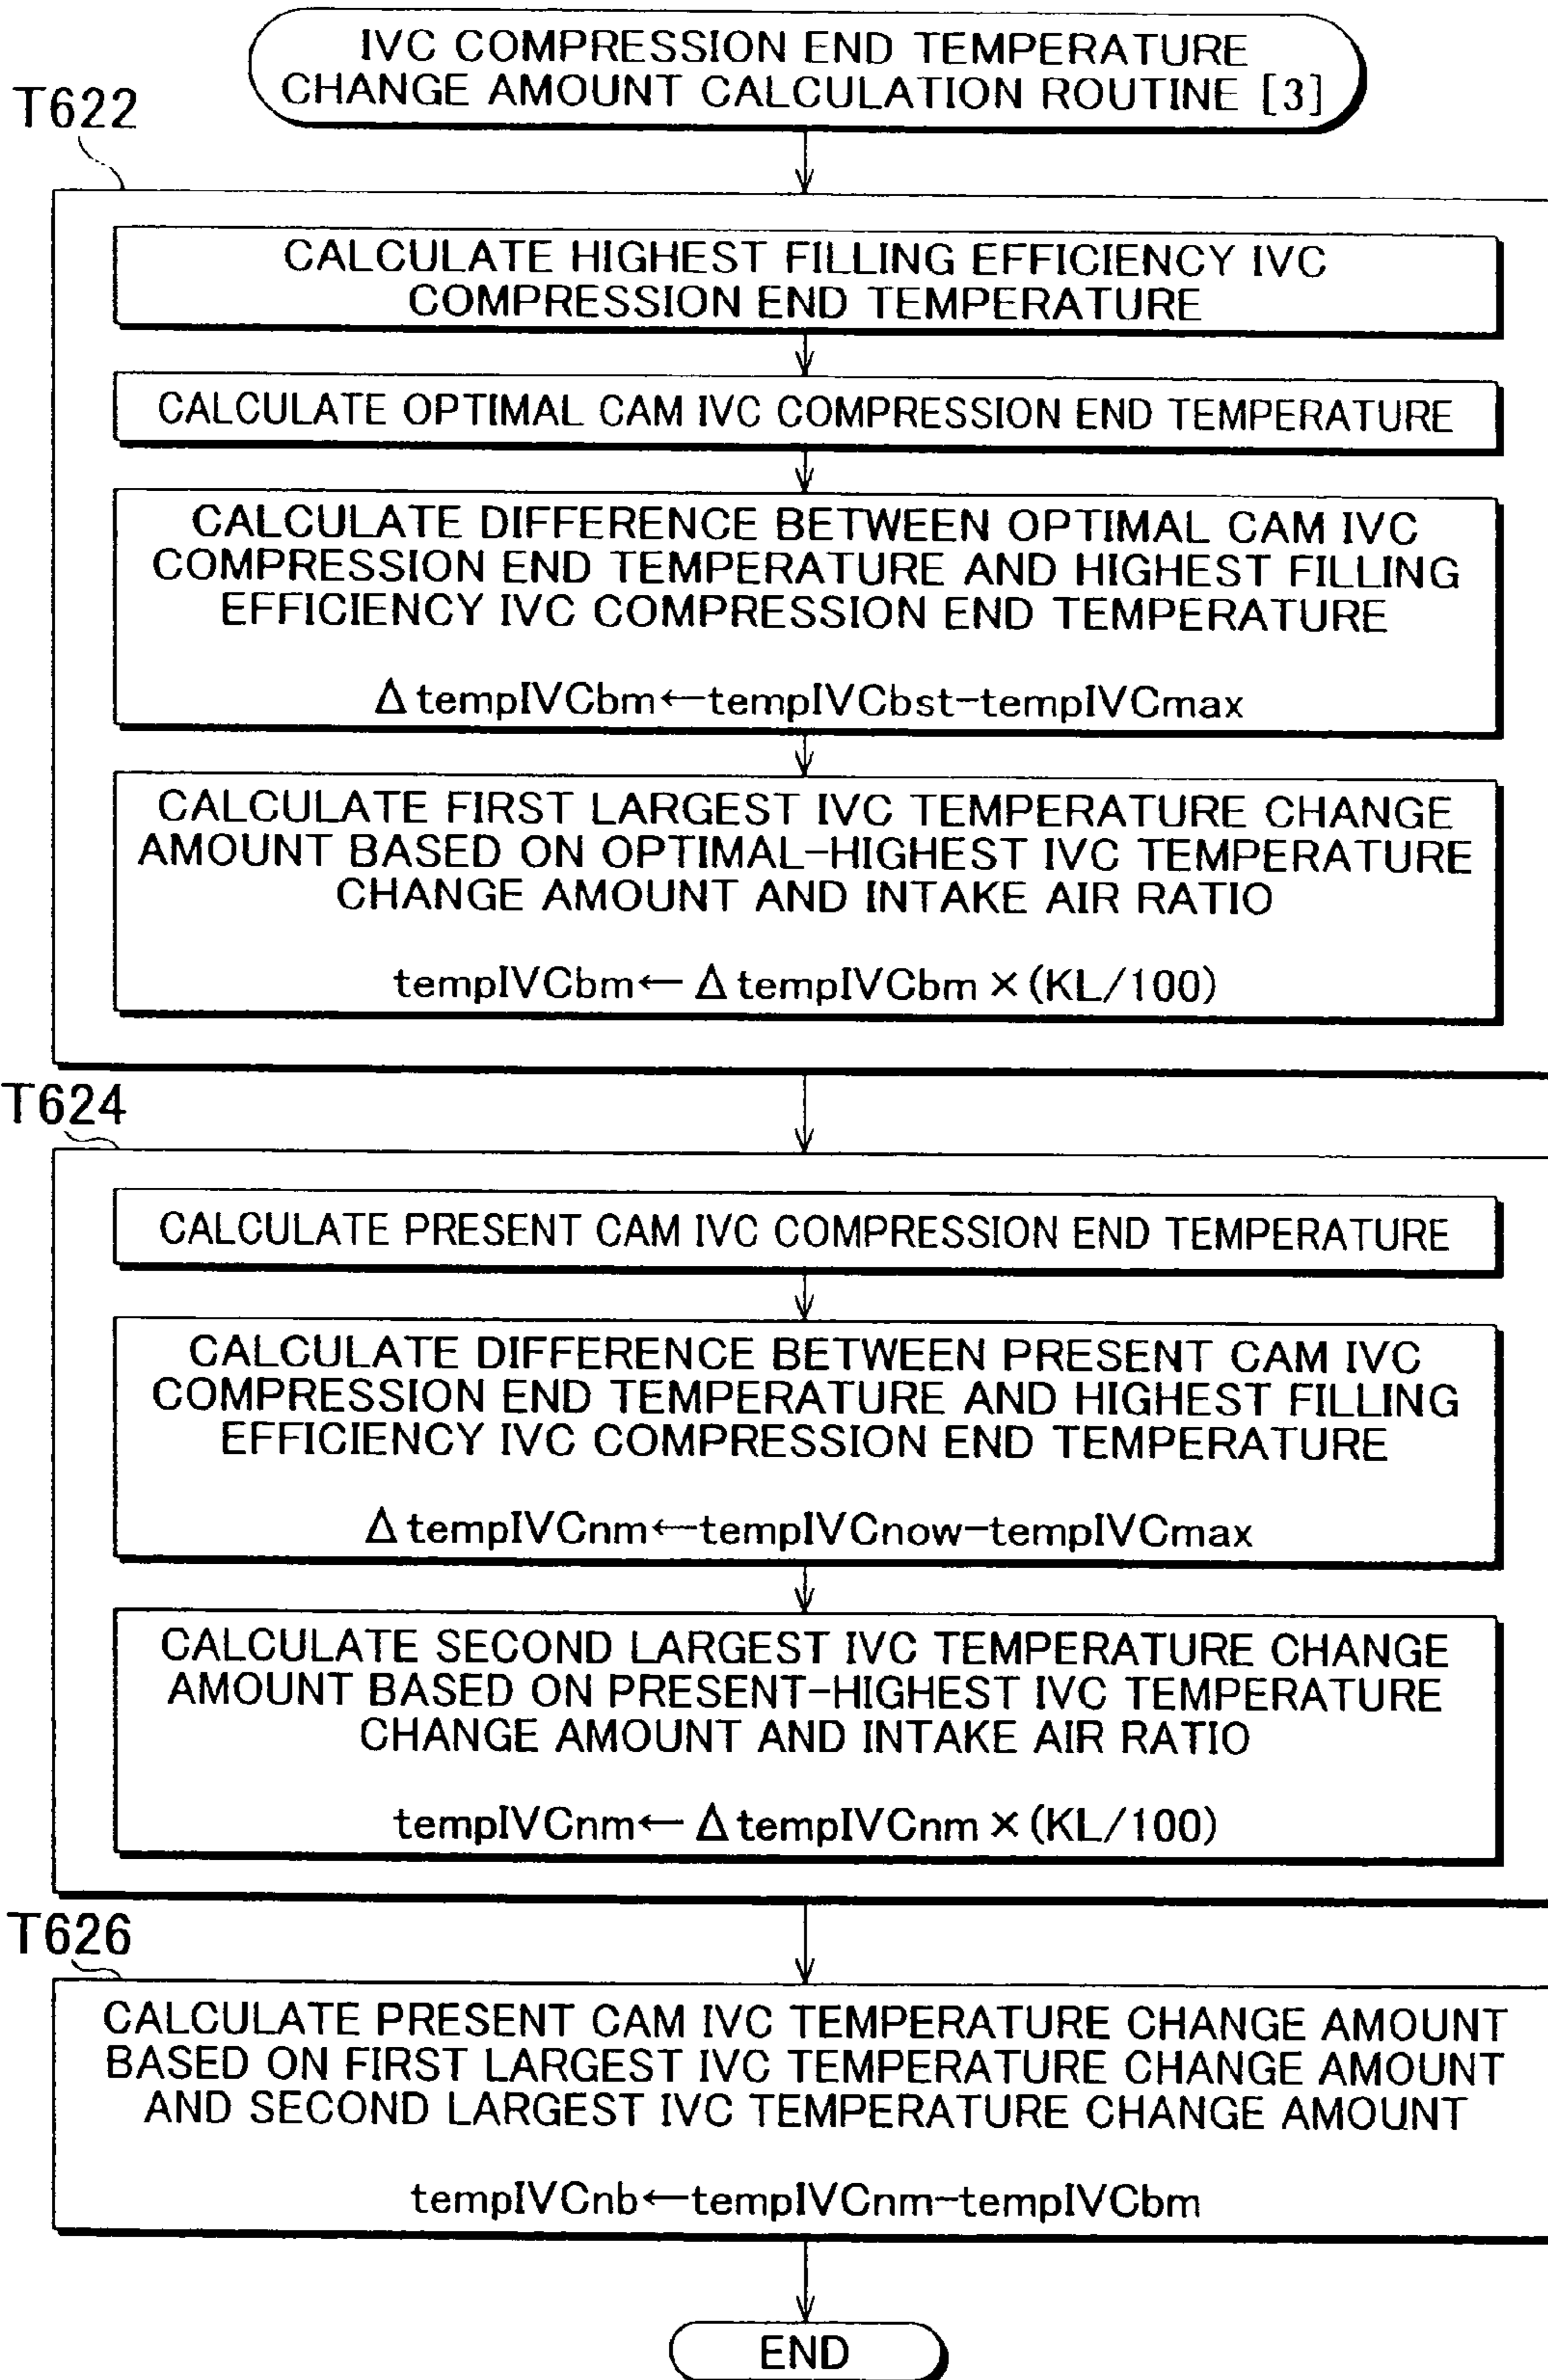 IVC COMPRESSION END TEMPERATURE
CHANGE AMOUNT CALCULATION ROUTINE [3]
T622
CALCULATE HIGHEST FILLING EFFICIENCY IVC
COMPRESSION END TEMPERATURE
CALCULATE OPTIMAL CAM IVC COMPRESSION END TEMPERATURE
CALCULATE DIFFERENCE BETWEEN OPTIMAL CAM IVC
COMPRESSION END TEMPERATURE AND HIGHEST FILLING
EFFICIENCY IVC COMPRESSION END TEMPERATURE
Δ tempIVCbm←tempIVCbst-tempIVCmax
CALCULATE FIRST LARGEST IVC TEMPERATURE CHANGE
AMOUNT BASED ON OPTIMAL-HIGHEST IVC TEMPERATURE
CHANGE AMOUNT AND INTAKE AIR RATIO
tempIVCbm← Δ tempIVCbm × (KL/100)
T624
CALCULATE PRESENT CAM IVC COMPRESSION END TEMPERATURE
CALCULATE DIFFERENCE BETWEEN PRESENT CAM IVC
COMPRESSION END TEMPERATURE AND HIGHEST FILLING
EFFICIENCY IVC COMPRESSION END TEMPERATURE
Δ tempIVCnm←tempIVCnow-tempIVCmax
CALCULATE SECOND LARGEST IVC TEMPERATURE CHANGE
AMOUNT BASED ON PRESENT-HIGHEST IVC TEMPERATURE
CHANGE AMOUNT AND INTAKE AIR RATIO
tempIVCnm← Δ tempIVCnm × (KL/100)
T626
CALCULATE PRESENT CAM IVC TEMPERATURE CHANGE AMOUNT
BASED ON FIRST LARGEST IVC TEMPERATURE CHANGE AMOUNT
AND SECOND LARGEST IVC TEMPERATURE CHANGE AMOUNT
tempIVCnb←tempIVCnm-tempIVCbm
END